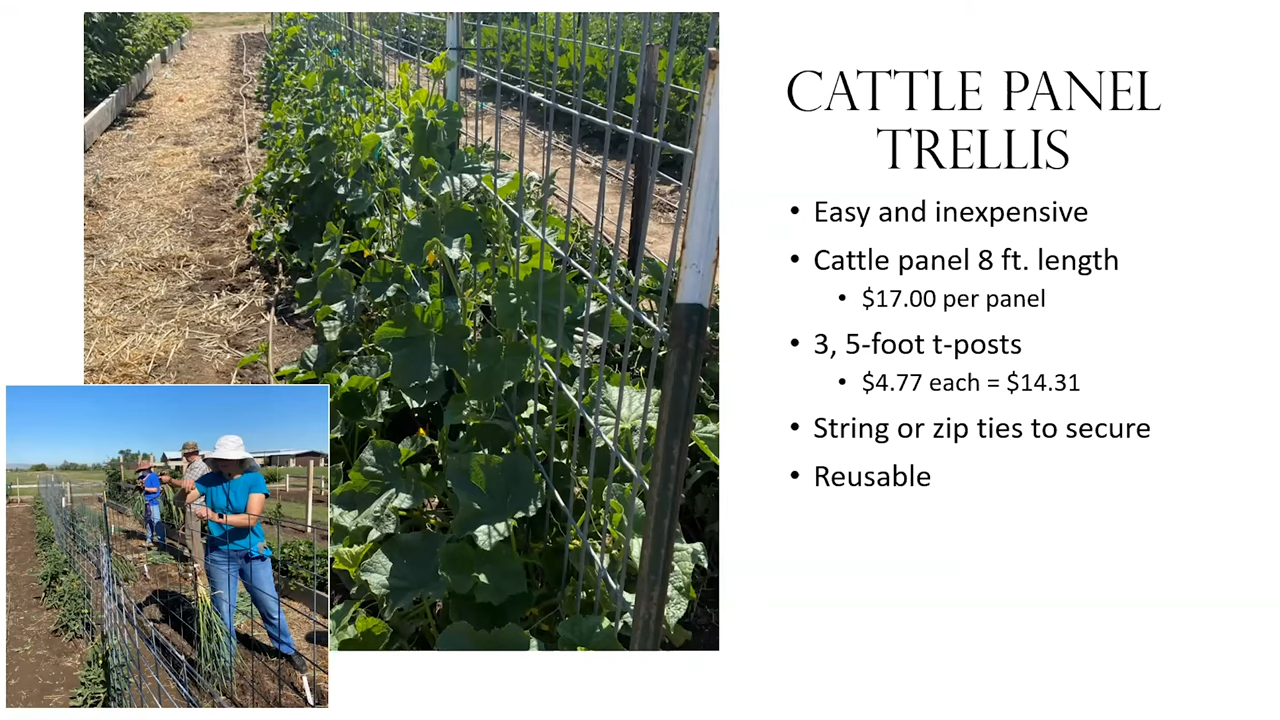 CATTLE PANEL
TRELLIS
• Easy and inexpensive
• Cattle panel 8 ft. length
• $17.00 per panel
• 3, 5-foot t-posts
• $4.77 each = $14.31
• String or zip ties to secure
• Reusable